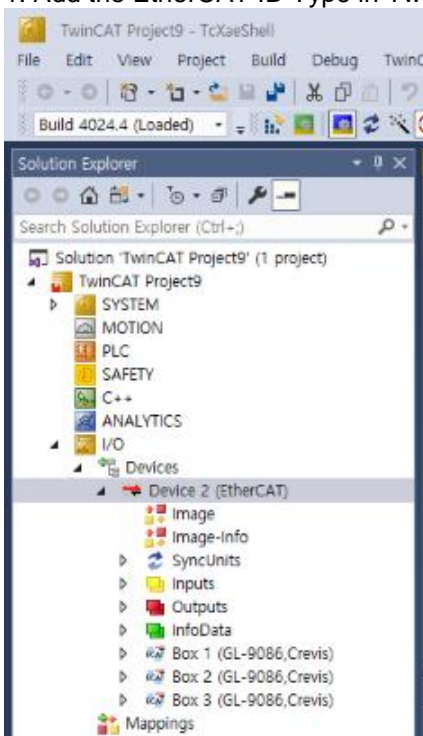 TwinCAT Project9 - TcXaeShell
File Edit View Project Build Debug
Build 4024.4 (Loaded)
Solution Explorer
Search Solution Explorer (Ctrl+;)
Solution 'TwinCAT Project9' (1 project)
TwinCAT Project9
SYSTEM
MOTION
PLC
SAFETY
C++
ANALYTICS
I/O
Devices
Device 2 (EtherCAT)
Image
Image-Info
SyncUnits
Inputs
Outputs
InfoData
Box 1 (GL-9086,Crevis)
Box 2 (GL-9086,Crevis)
Box 3 (GL-9086,Crevis)
Mappings